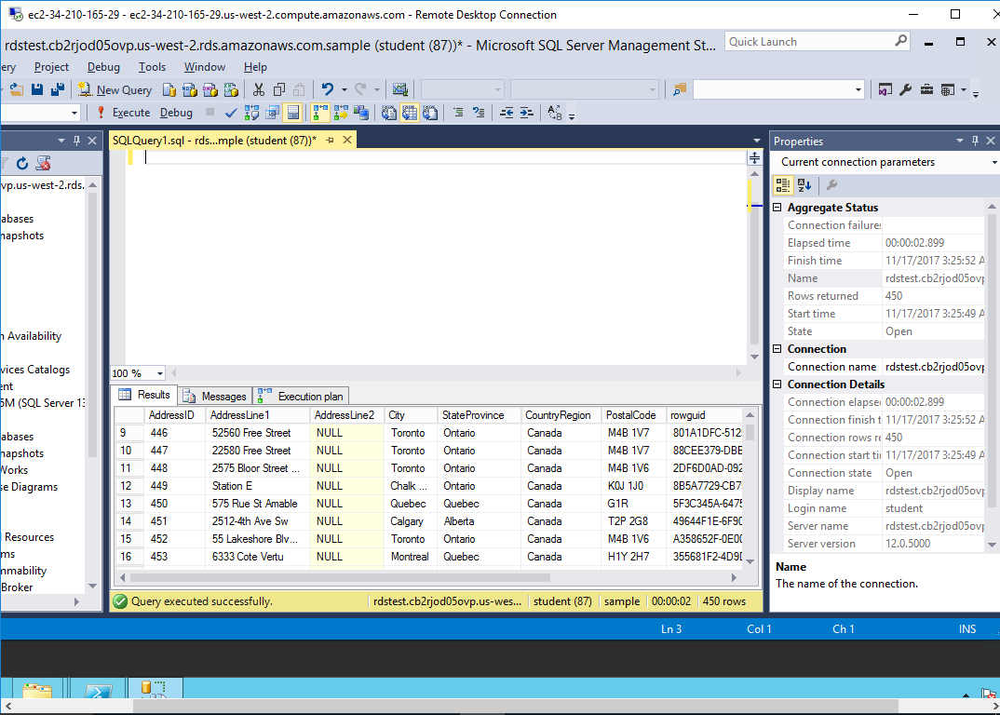 ec2-34-210-165-29 - ec2-34-210-165-29.us-west-2.compute.amazonaws.com - Remote Desktop Connection
rdstest.cb2rjod05ovp.us-west-2.rds.amazonaws.com.sample (student (87))* - Microsoft SQL Server Management St...
Quick Launch
ery Project Debug Tools Window Help
New Query
Execute Debug
SQLQuery1.sql - rds...mple (student (87))*
vp.us-west-2.rds.
abases
napshots
n Availability
vices Catalogs
ent
5M (SQL Server 13
abases
napshots
Works
se Diagrams
l Resources
ms
mmability
Broker
100 %
Results Messages Execution plan
AddressID AddressLine1 AddressLine2 City StateProvince CountryRegion PostalCode rowguid
9 446 52560 Free Street NULL Toronto Ontario Canada M4B 1V7 801A1DFC-512
10 447 22580 Free Street NULL Toronto Ontario Canada M4B 1V7 88CEE379-DBE
11 448 2575 Bloor Street ... NULL Toronto Ontario Canada M4B 1V6 2DF6D0AD-092
12 449 Station E NULL Chalk ... Ontario Canada K0J 1J0 8B5A7729-CB7
13 450 575 Rue St Amable NULL Quebec Quebec Canada G1R 5F3C345A-6475
14 451 2512-4th Ave Sw NULL Calgary Alberta Canada T2P 2G8 49644F1E-6F90
15 452 55 Lakeshore Blv... NULL Toronto Ontario Canada M4B 1V6 A358652F-0E00
16 453 6333 Cote Vertu NULL Montreal Quebec Canada H1Y 2H7 355681F2-4D9D
Query executed successfully. rdstest.cb2rjod05ovp.us-wes... student (87) sample 00:00:02 450 rows
Properties
Current connection parameters
Aggregate Status
Connection failures
Elapsed time 00:00:02.899
Finish time 11/17/2017 3:25:52 A
Name rdstest.cb2rjod05ovp
Rows returned 450
Start time 11/17/2017 3:25:49 A
State Open
Connection
Connection name rdstest.cb2rjod05ovp
Connection Details
Connection elapse 00:00:02.899
Connection finish t 11/17/2017 3:25:52 A
Connection rows re 450
Connection start ti 11/17/2017 3:25:49 A
Connection state Open
Display name rdstest.cb2rjod05ovp
Login name student
Server name rdstest.cb2rjod05ovp
Server version 12.0.5000
Name
The name of the connection.
Ln 3 Col 1 Ch 1 INS